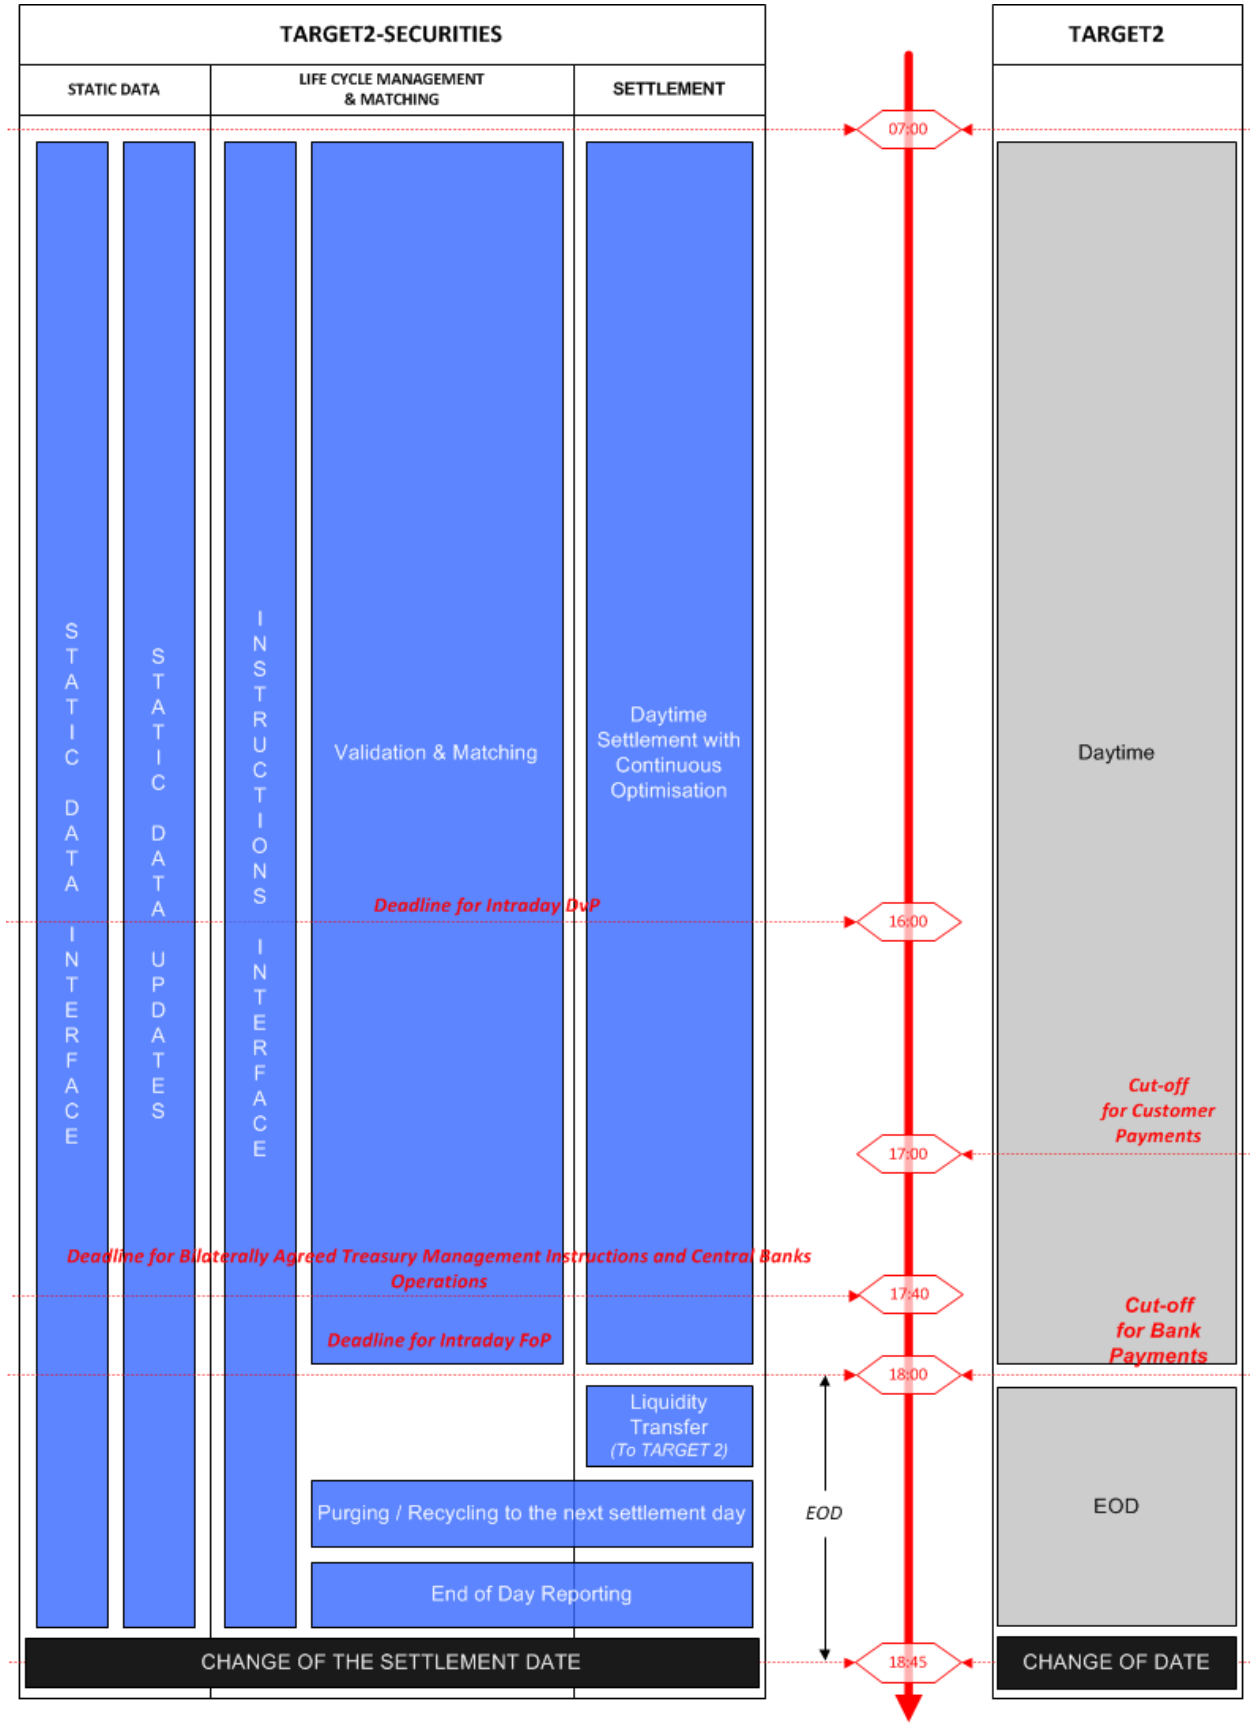 TARGET2-SECURITIES
TARGET2
STATIC DATA
LIFE CYCLE MANAGEMENT
& MATCHING
SETTLEMENT
07:00
STATIC DATA INTERFACE
STATIC DATA UPDATES
INSTRUCTIONS INTERFACE
Validation & Matching
Daytime
Settlement with
Continuous
Optimisation
Daytime
Deadline for Intraday DvP
16:00
Cut-off
for Customer
Payments
17:00
Deadline for Bilaterally Agreed Treasury Management Instructions and Central Banks
Operations
17:40
Cut-off
for Bank
Payments
Deadline for Intraday FoP
18:00
Liquidity
Transfer
(To TARGET 2)
Purging / Recycling to the next settlement day
EOD
EOD
End of Day Reporting
CHANGE OF THE SETTLEMENT DATE
18:45
CHANGE OF DATE